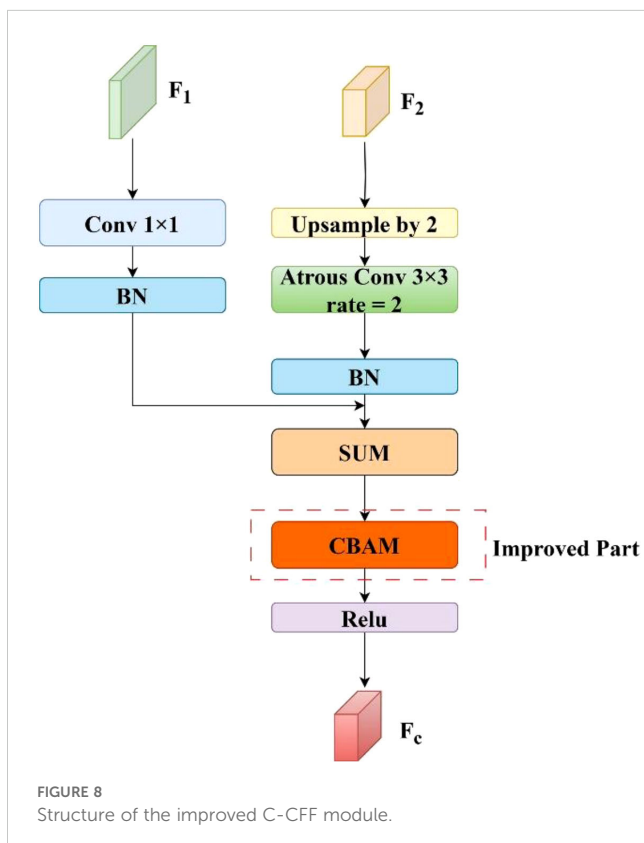 F₁
F₂
Conv 1×1
Upsample by 2
BN
Atrous Conv 3×3
rate = 2
BN
SUM
CBAM
Improved Part
Relu
F_c
FIGURE 8
Structure of the improved C-CFF module.